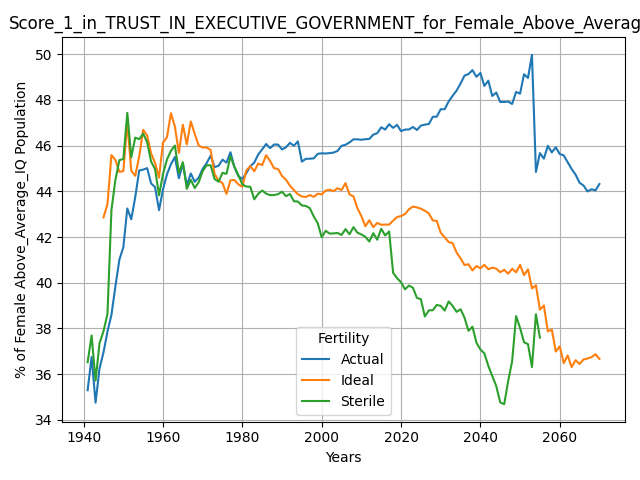 Score_1_in_TRUST_IN_EXECUTIVE_GOVERNMENT_for_Female_Above_Averag
% of Female Above_Average_IQ Population
50
48
46
44
42
40
38
36
34
Fertility
Actual
Ideal
Sterile
1940 1960 1980 2000 2020 2040 2060
Years